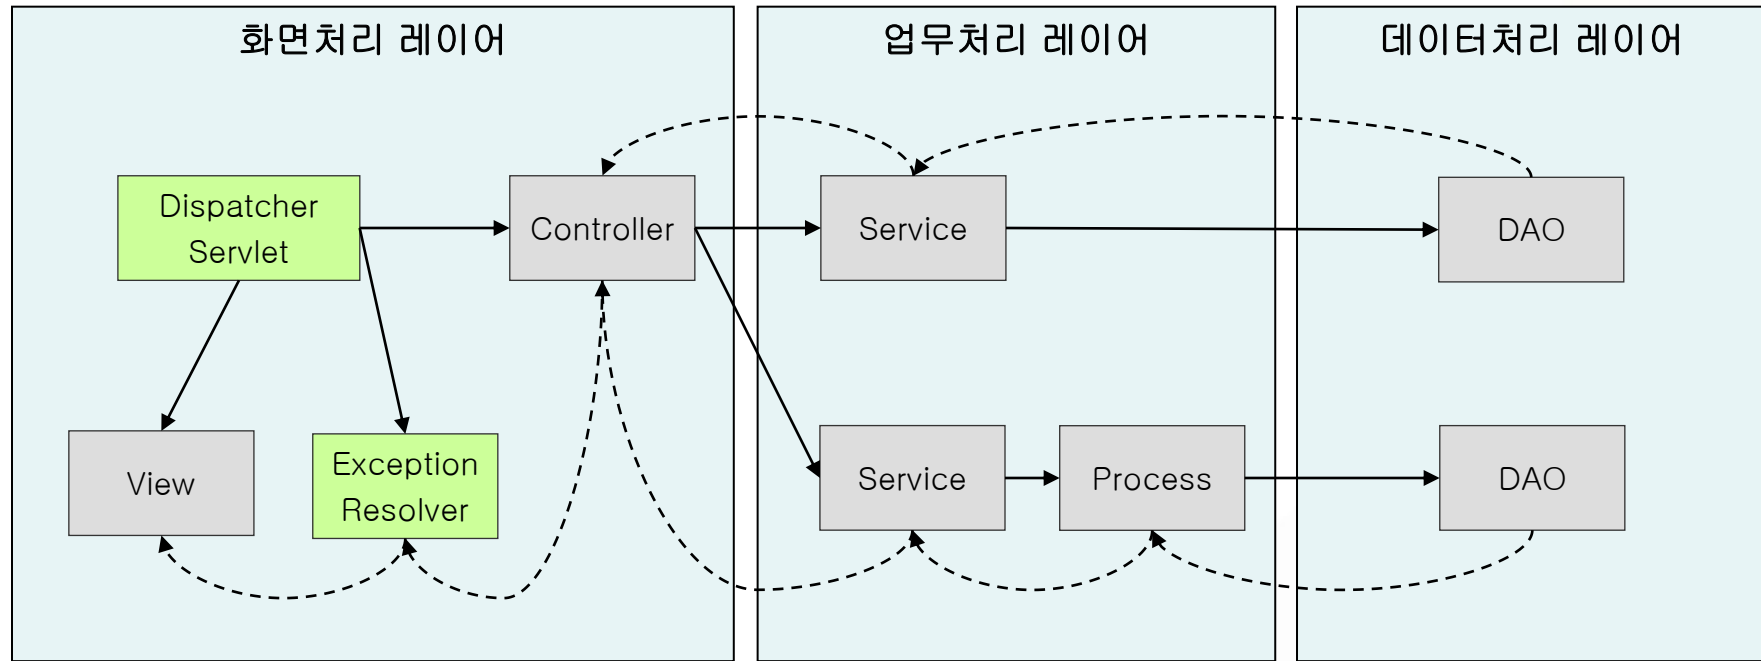 화면처리 레이어
업무처리 레이어
데이터처리 레이어
Dispatcher
Servlet
Controller
Service
DAO
View
Exception
Resolver
Service
Process
DAO